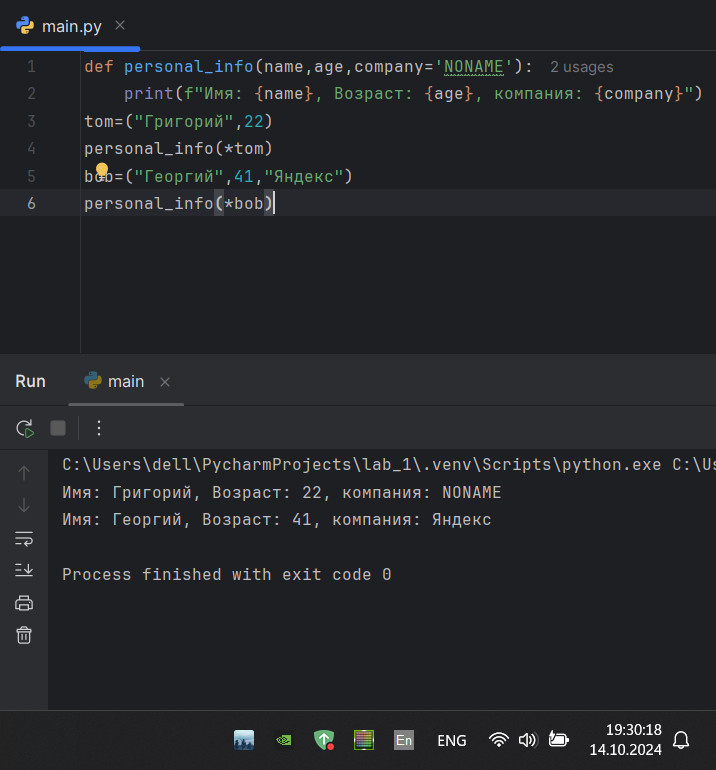 main.py
1 def personal_info(name,age,company='NONAME'): 2 usages
2 print(f"Имя: {name}, Возраст: {age}, компания: {company}")
3 tom=("Григорий",22)
4 personal_info(*tom)
5 bob=("Георгий",41,"Яндекс")
6 personal_info(*bob)
Run main
C:\Users\dell\PycharmProjects\lab_1\.venv\Scripts\python.exe C:\Us
Имя: Григорий, Возраст: 22, компания: NONAME
Имя: Георгий, Возраст: 41, компания: Яндекс
Process finished with exit code 0
En ENG 19:30:18
14.10.2024